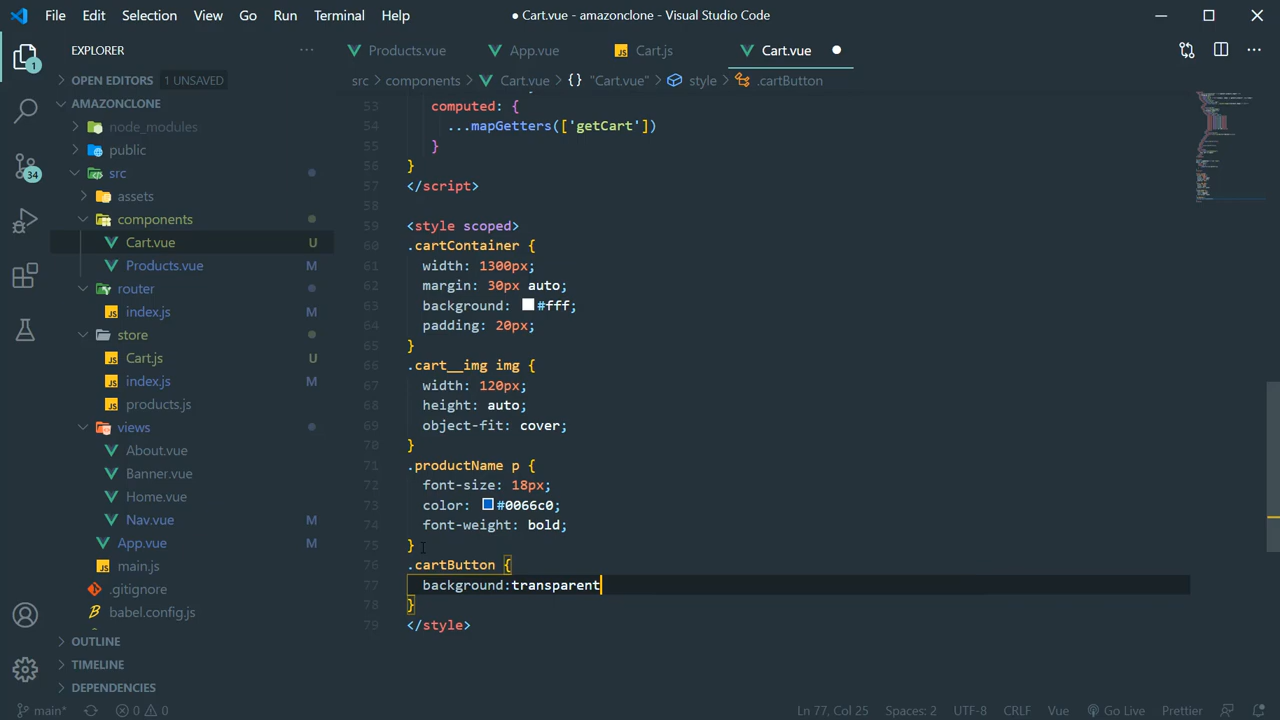 File Edit Selection View Go Run Terminal Help
● Cart.vue - amazonclone - Visual Studio Code
EXPLORER
Products.vue App.vue Cart.js Cart.vue
OPEN EDITORS 1 UNSAVED
src components Cart.vue {} "Cart.vue" style .cartButton
AMAZONCLONE
node_modules
public
src
assets
components
Cart.vue U
Products.vue M
router
index.js M
store
Cart.js U
index.js M
products.js
views
About.vue
Banner.vue
Home.vue
Nav.vue M
App.vue M
main.js
.gitignore
babel.config.js
OUTLINE
TIMELINE
DEPENDENCIES
1
34
53 computed: {
54 ...mapGetters(['getCart'])
55 }
56 }
57 </script>
58
59 <style scoped>
60 .cartContainer {
61 width: 1300px;
62 margin: 30px auto;
63 background: #fff;
64 padding: 20px;
65 }
66 .cart__img img {
67 width: 120px;
68 height: auto;
69 object-fit: cover;
70 }
71 .productName p {
72 font-size: 18px;
73 color: #0066c0;
74 font-weight: bold;
75 }
76 .cartButton {
77 background:transparent
78 }
79 </style>
main* 0 0 Ln 77, Col 25 Spaces: 2 UTF-8 CRLF Vue Go Live Prettier